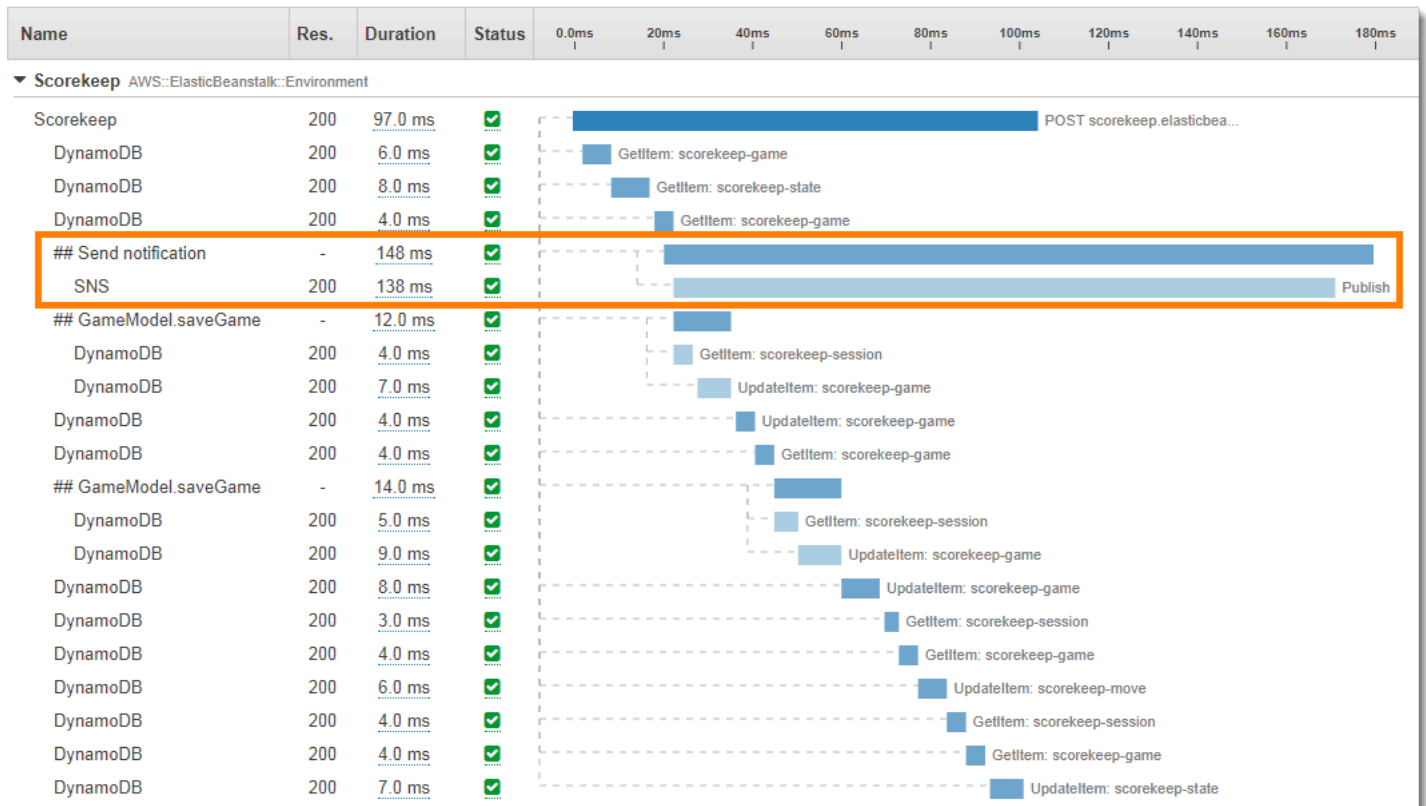 Name Res. Duration Status 0.0ms 20ms 40ms 60ms 80ms 100ms 120ms 140ms 160ms 180ms
Scorekeep AWS::ElasticBeanstalk::Environment
Scorekeep 200 97.0 ms POST scorekeep.elasticbea...
DynamoDB 200 6.0 ms GetItem: scorekeep-game
DynamoDB 200 8.0 ms GetItem: scorekeep-state
DynamoDB 200 4.0 ms GetItem: scorekeep-game
## Send notification - 148 ms
SNS 200 138 ms Publish
## GameModel.saveGame - 12.0 ms
DynamoDB 200 4.0 ms GetItem: scorekeep-session
DynamoDB 200 7.0 ms UpdateItem: scorekeep-game
DynamoDB 200 4.0 ms UpdateItem: scorekeep-game
DynamoDB 200 4.0 ms GetItem: scorekeep-game
## GameModel.saveGame - 14.0 ms
DynamoDB 200 5.0 ms GetItem: scorekeep-session
DynamoDB 200 9.0 ms UpdateItem: scorekeep-game
DynamoDB 200 8.0 ms UpdateItem: scorekeep-game
DynamoDB 200 3.0 ms GetItem: scorekeep-session
DynamoDB 200 4.0 ms GetItem: scorekeep-game
DynamoDB 200 6.0 ms UpdateItem: scorekeep-move
DynamoDB 200 4.0 ms GetItem: scorekeep-session
DynamoDB 200 4.0 ms GetItem: scorekeep-game
DynamoDB 200 7.0 ms UpdateItem: scorekeep-state